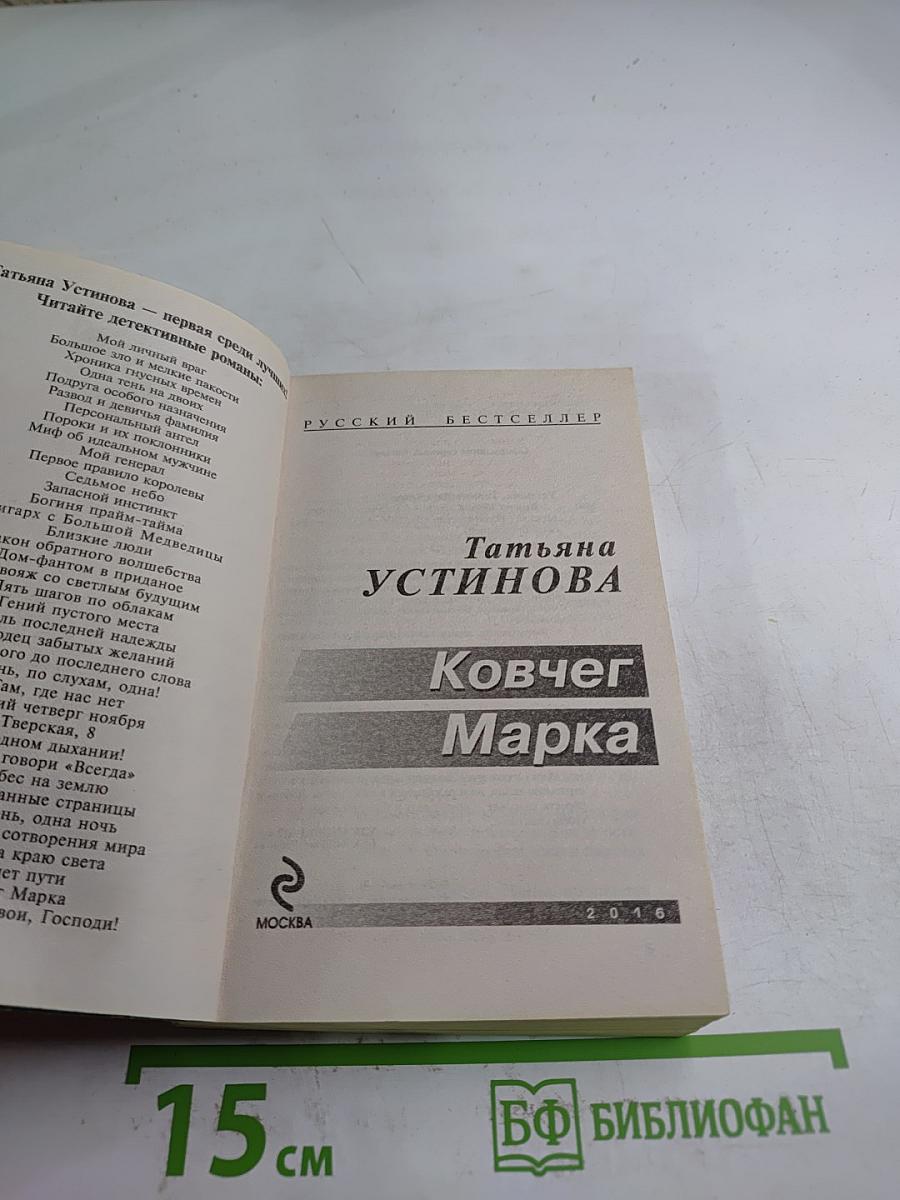 Татьяна Устинова — первая среди лучших!
Читайте детективные романы:
Мой личный враг
Большое зло и мелкие пакости
Хроника гнусных времен
Одна тень на двоих
Подруга особого назначения
Развод и девичья фамилия
Персональный ангел
Пороки и их поклонники
Миф об идеальном мужчине
Мой генерал
Первое правило королевы
Седьмое небо
Запасной инстинкт
Богиня прайм-тайма
с Большой Медведицы
Близкие люди
обратного волшебства
Дом-фантом в приданое
со светлым будущим
Пять шагов по облакам
Гений пустого места
последней надежды
забытых желаний
до последнего слова
по слухам, одна!
Там, где нас нет
четверг ноября
Тверская, 8
дыхании!
говори «Всегда»
на землю
страницы
одна ночь
сотворения мира
краю света
нет пути
Марка
Господи!
РУССКИЙ БЕСТСЕЛЛЕР
Татьяна
УСТИНОВА
Ковчег
Марка
МОСКВА
2016
15 см
БФ БИБЛИОФАН